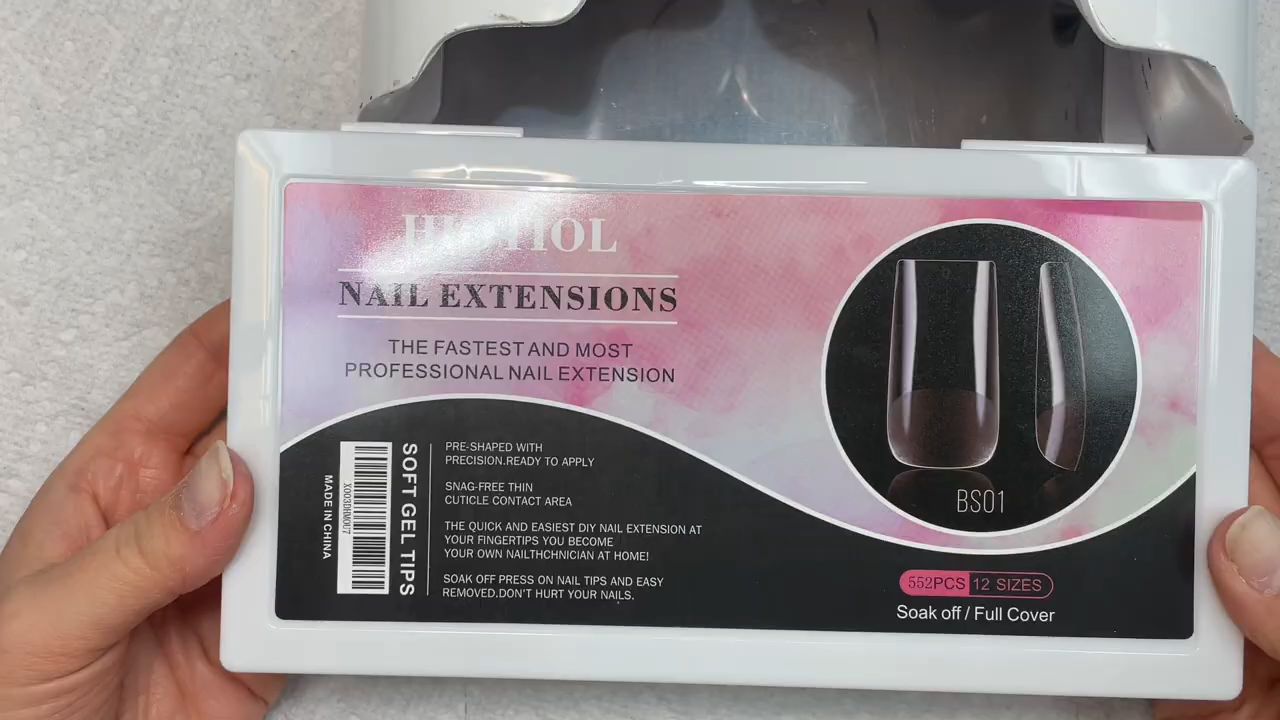 NAIL EXTENSIONS
THE FASTEST AND MOST
PROFESSIONAL NAIL EXTENSION
PRE-SHAPED WITH
PRECISION.READY TO APPLY
SNAG-FREE THIN
CUTICLE CONTACT AREA
THE QUICK AND EASIEST DIY NAIL EXTENSION AT
YOUR FINGERTIPS YOU BECOME
YOUR OWN NAILTHCHNICIAN AT HOME!
SOAK OFF PRESS ON NAIL TIPS AND EASY
REMOVED.DON'T HURT YOUR NAILS.
SOFT GEL TIPS
MADE IN CHINA
BS01
552PCS 12 SIZES
Soak off / Full Cover